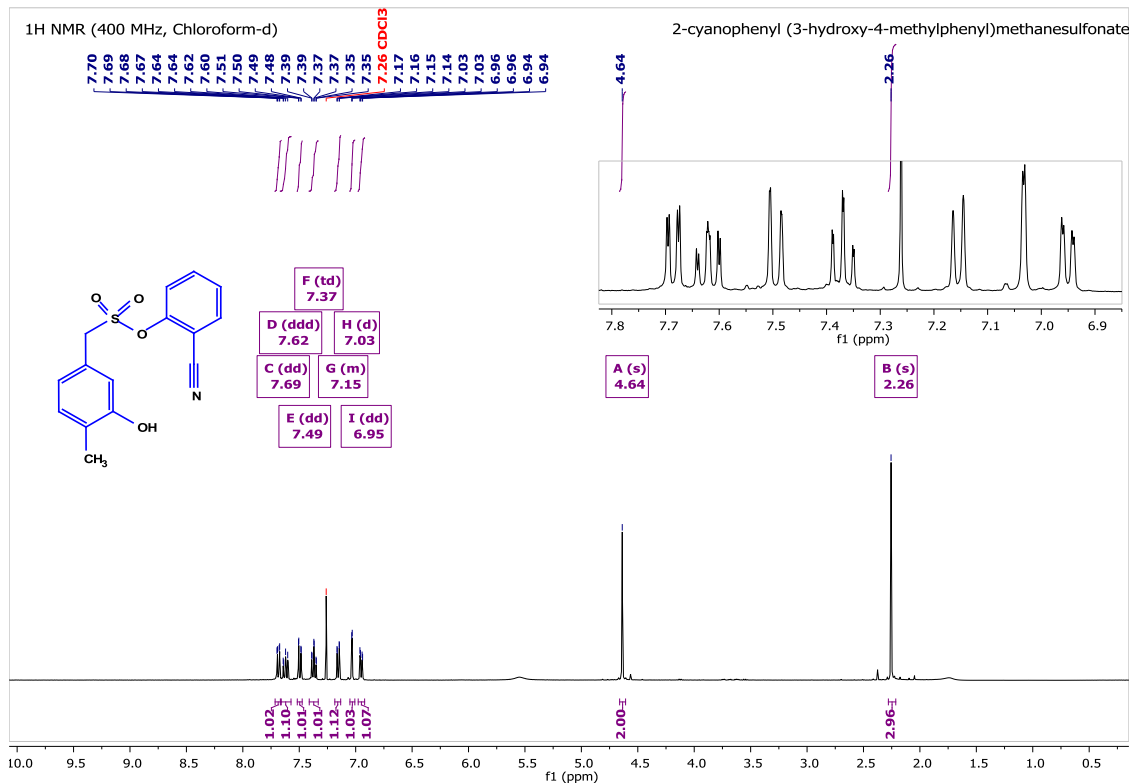 1H NMR (400 MHz, Chloroform-d)
2-cyanophenyl (3-hydroxy-4-methylphenyl)methanesulfonate
7.70
7.69
7.68
7.67
7.64
7.64
7.62
7.60
7.51
7.50
7.49
7.48
7.39
7.39
7.37
7.37
7.35
7.35
7.26 CDCl3
7.17
7.16
7.15
7.14
7.03
7.03
6.96
6.96
6.94
6.94
4.64
2.26
7.8 7.7 7.6 7.5 7.4 7.3 7.2 7.1 7.0 6.9
f1 (ppm)
O O
S
O
N
OH
CH3
F (td)
7.37
D (ddd)
7.62
H (d)
7.03
C (dd)
7.69
G (m)
7.15
E (dd)
7.49
I (dd)
6.95
A (s)
4.64
B (s)
2.26
1.02
1.10
1.01
1.01
1.12
1.03
1.07
2.00
2.96
10.0 9.5 9.0 8.5 8.0 7.5 7.0 6.5 6.0 5.5 5.0 4.5 4.0 3.5 3.0 2.5 2.0 1.5 1.0 0.5 0.0
f1 (ppm)